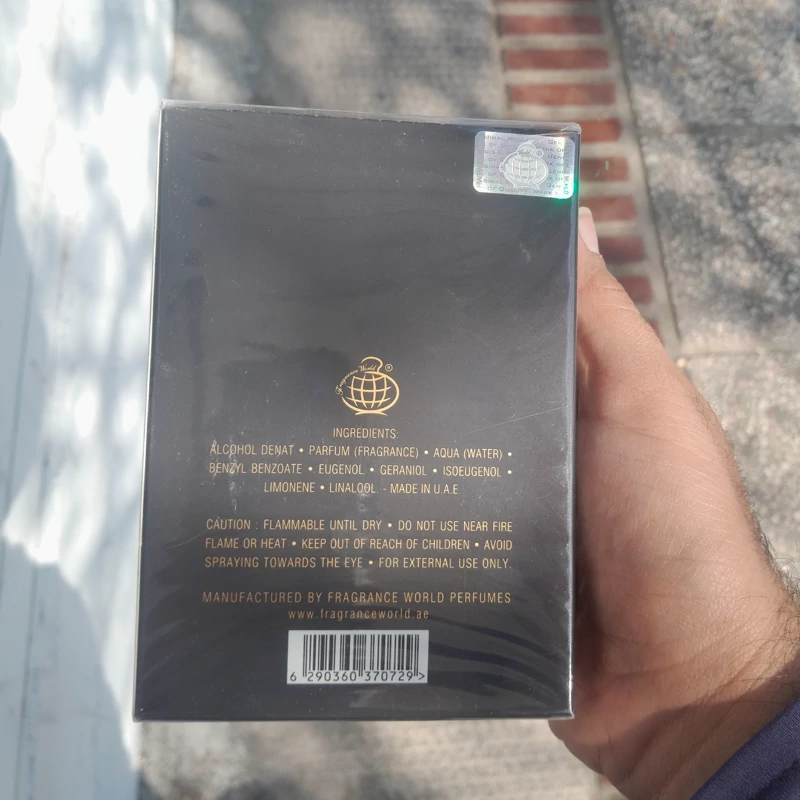 Fragrance World ®
INGREDIENTS:
ALCOHOL DENAT • PARFUM (FRAGRANCE) • AQUA (WATER) •
BENZYL BENZOATE • EUGENOL • GERANIOL • ISOEUGENOL •
LIMONENE • LINALOOL. - MADE IN U.A.E.
CAUTION : FLAMMABLE UNTIL DRY • DO NOT USE NEAR FIRE
FLAME OR HEAT • KEEP OUT OF REACH OF CHILDREN • AVOID
SPRAYING TOWARDS THE EYE • FOR EXTERNAL USE ONLY.
MANUFACTURED BY FRAGRANCE WORLD PERFUMES
www.fragranceworld.ae
6 290360 370729 >